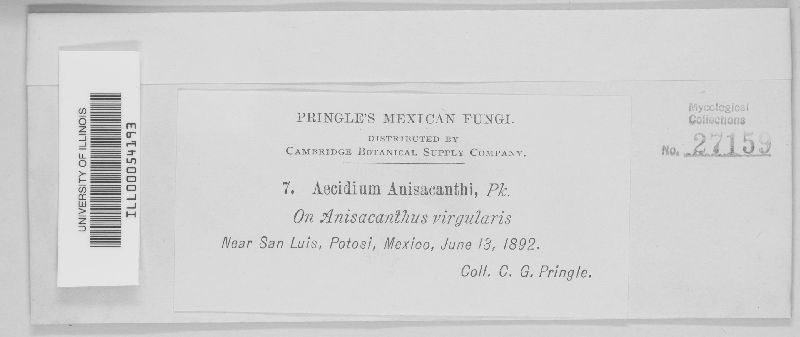 PRINGLE'S MEXICAN FUNGI.
DISTRIBUTED BY
CAMBRIDGE BOTANICAL SUPPLY COMPANY.
7. Aecidium Anisacanthi, Pk.
On Anisacanthus virgularis
Near San Luis, Potosi, Mexico, June 13, 1892.
Coll. C. G. Pringle.
UNIVERSITY OF ILLINOIS
ILL00054193
Mycological
Collections
No. 27159